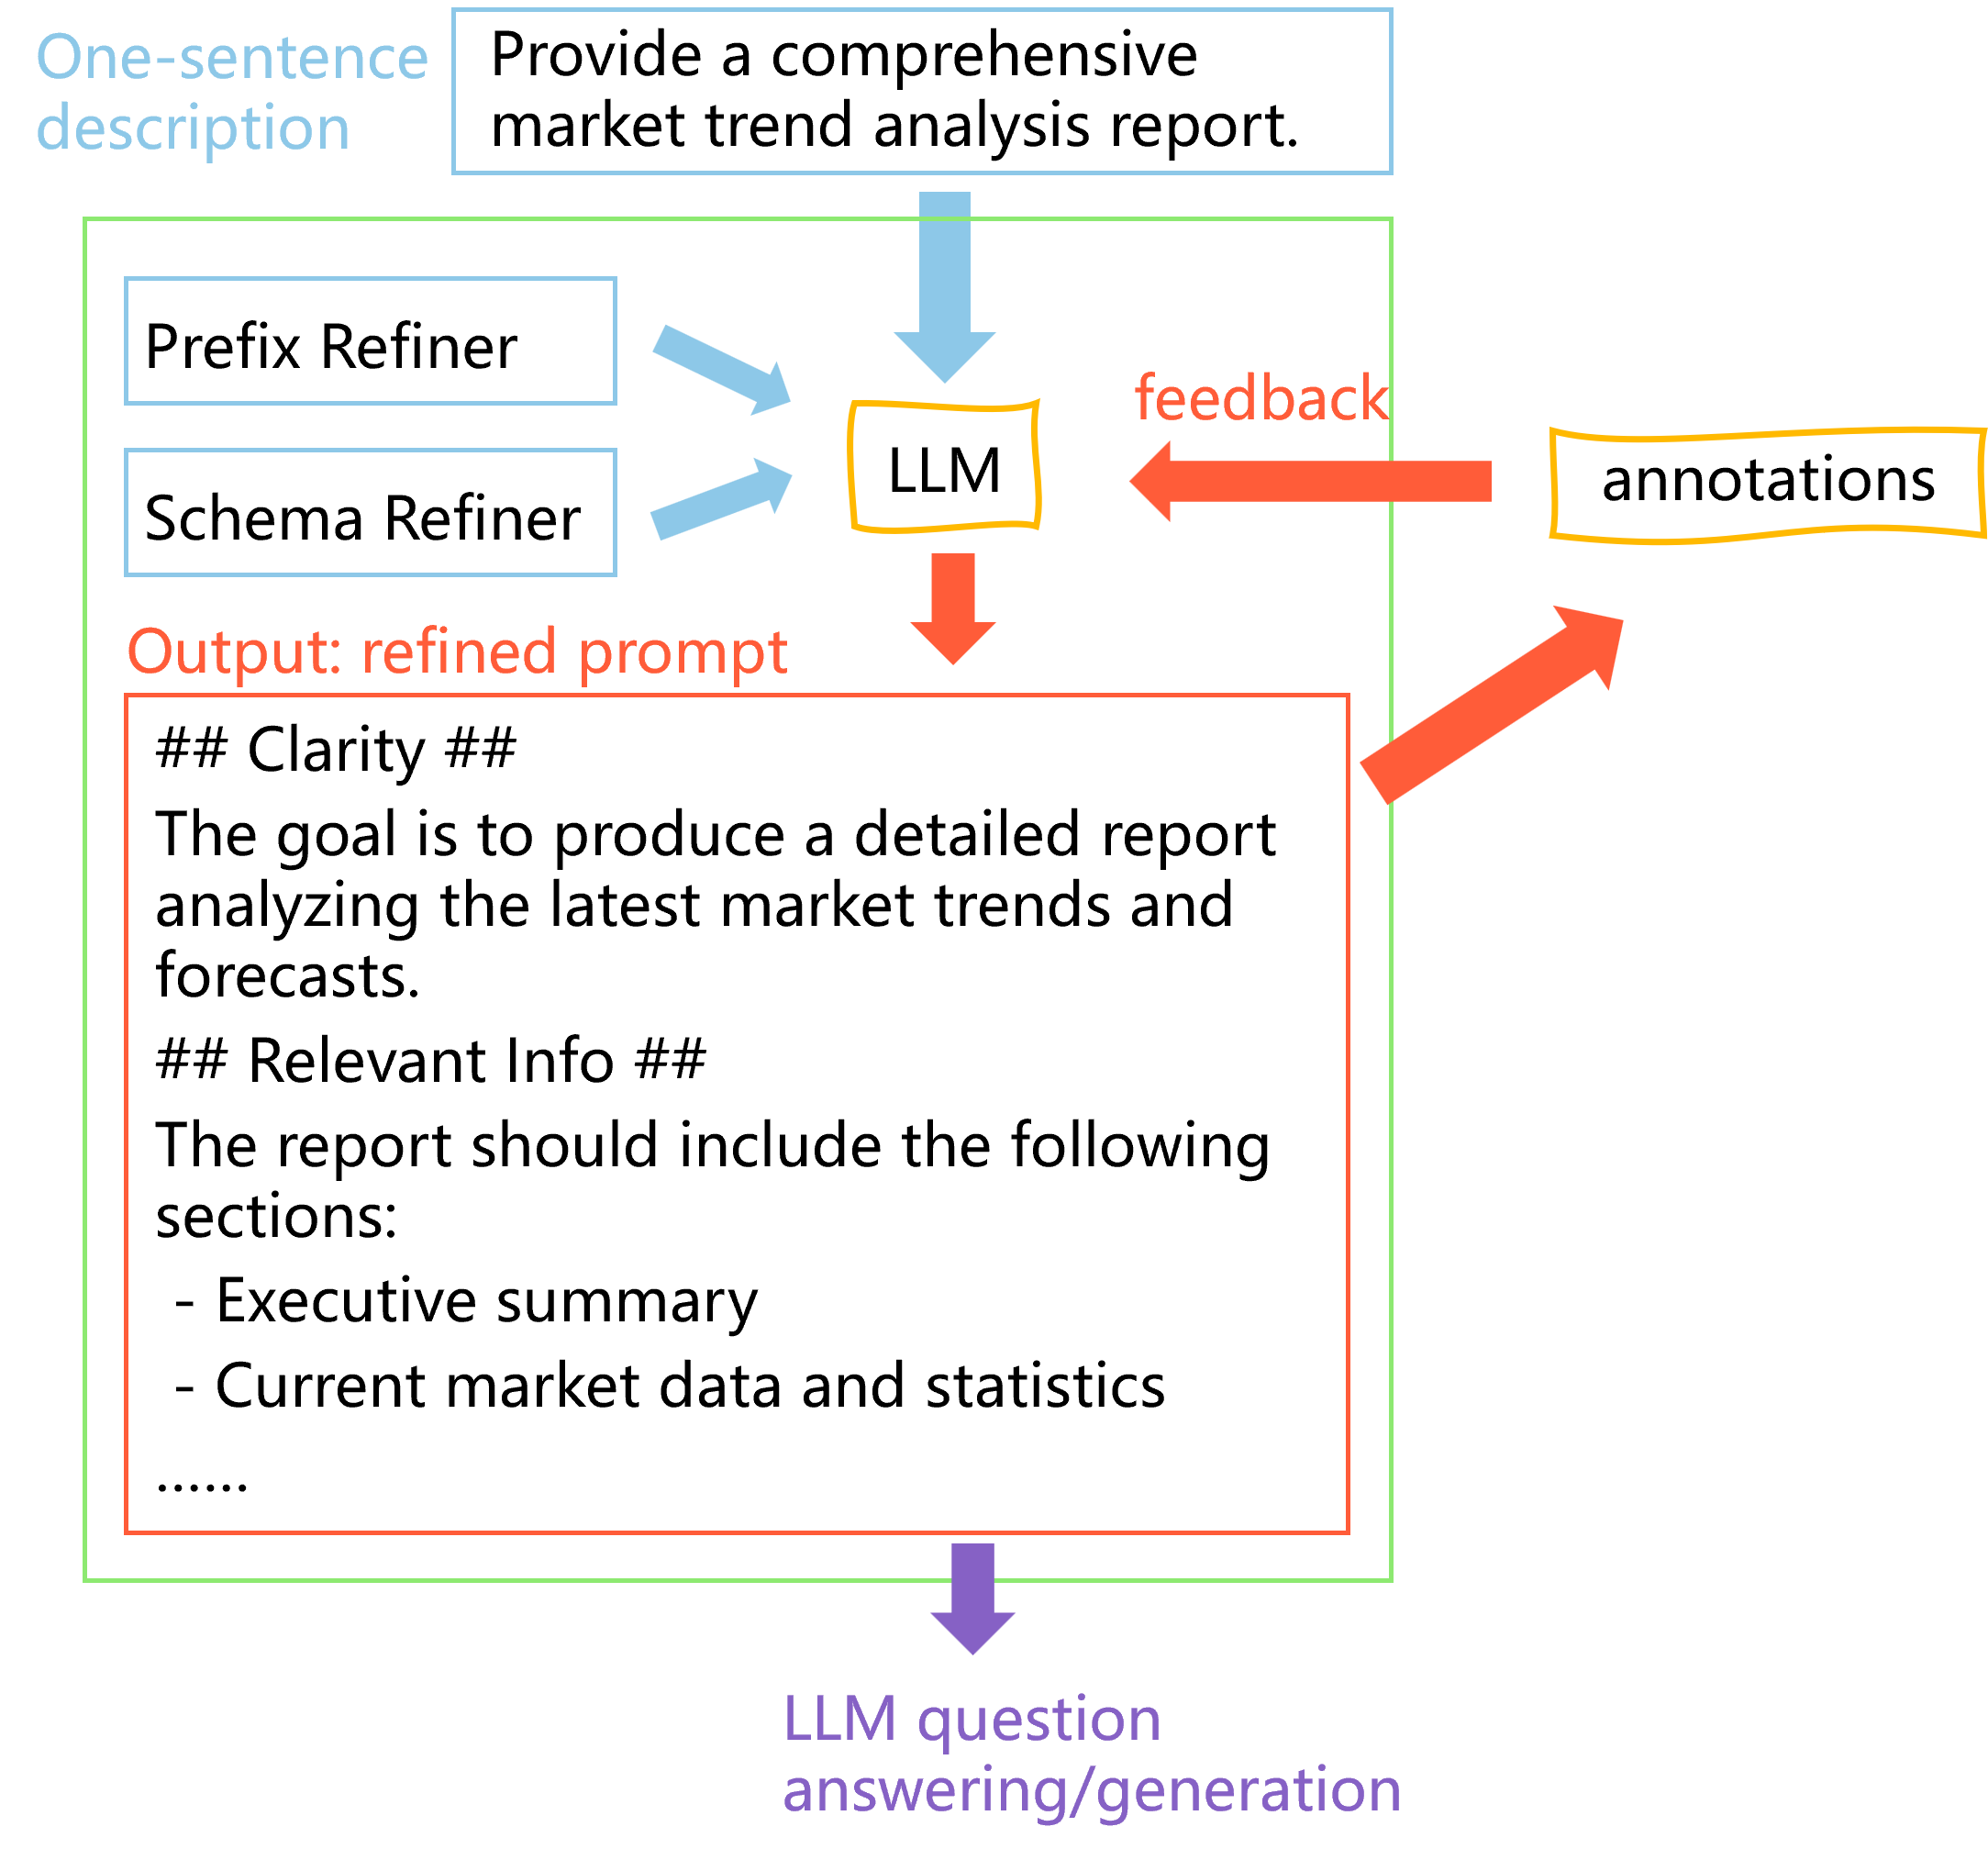 One-sentence
description
Provide a comprehensive
market trend analysis report.
Prefix Refiner
Schema Refiner
LLM
feedback
annotations
Output: refined prompt
## Clarity ##
The goal is to produce a detailed report
analyzing the latest market trends and
forecasts.
## Relevant Info ##
The report should include the following
sections:
- Executive summary
- Current market data and statistics
......
LLM question
answering/generation